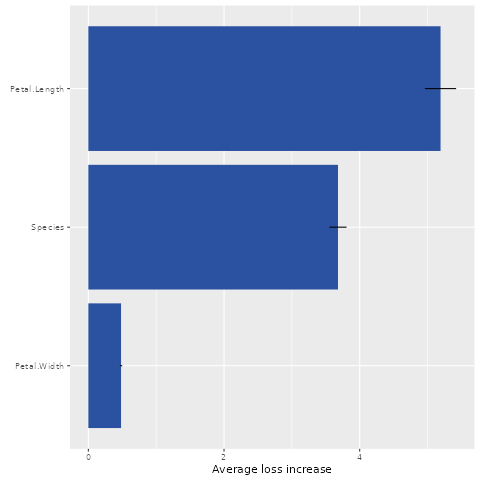 Petal.Length
Species
Petal.Width
0 2 4
Average loss increase